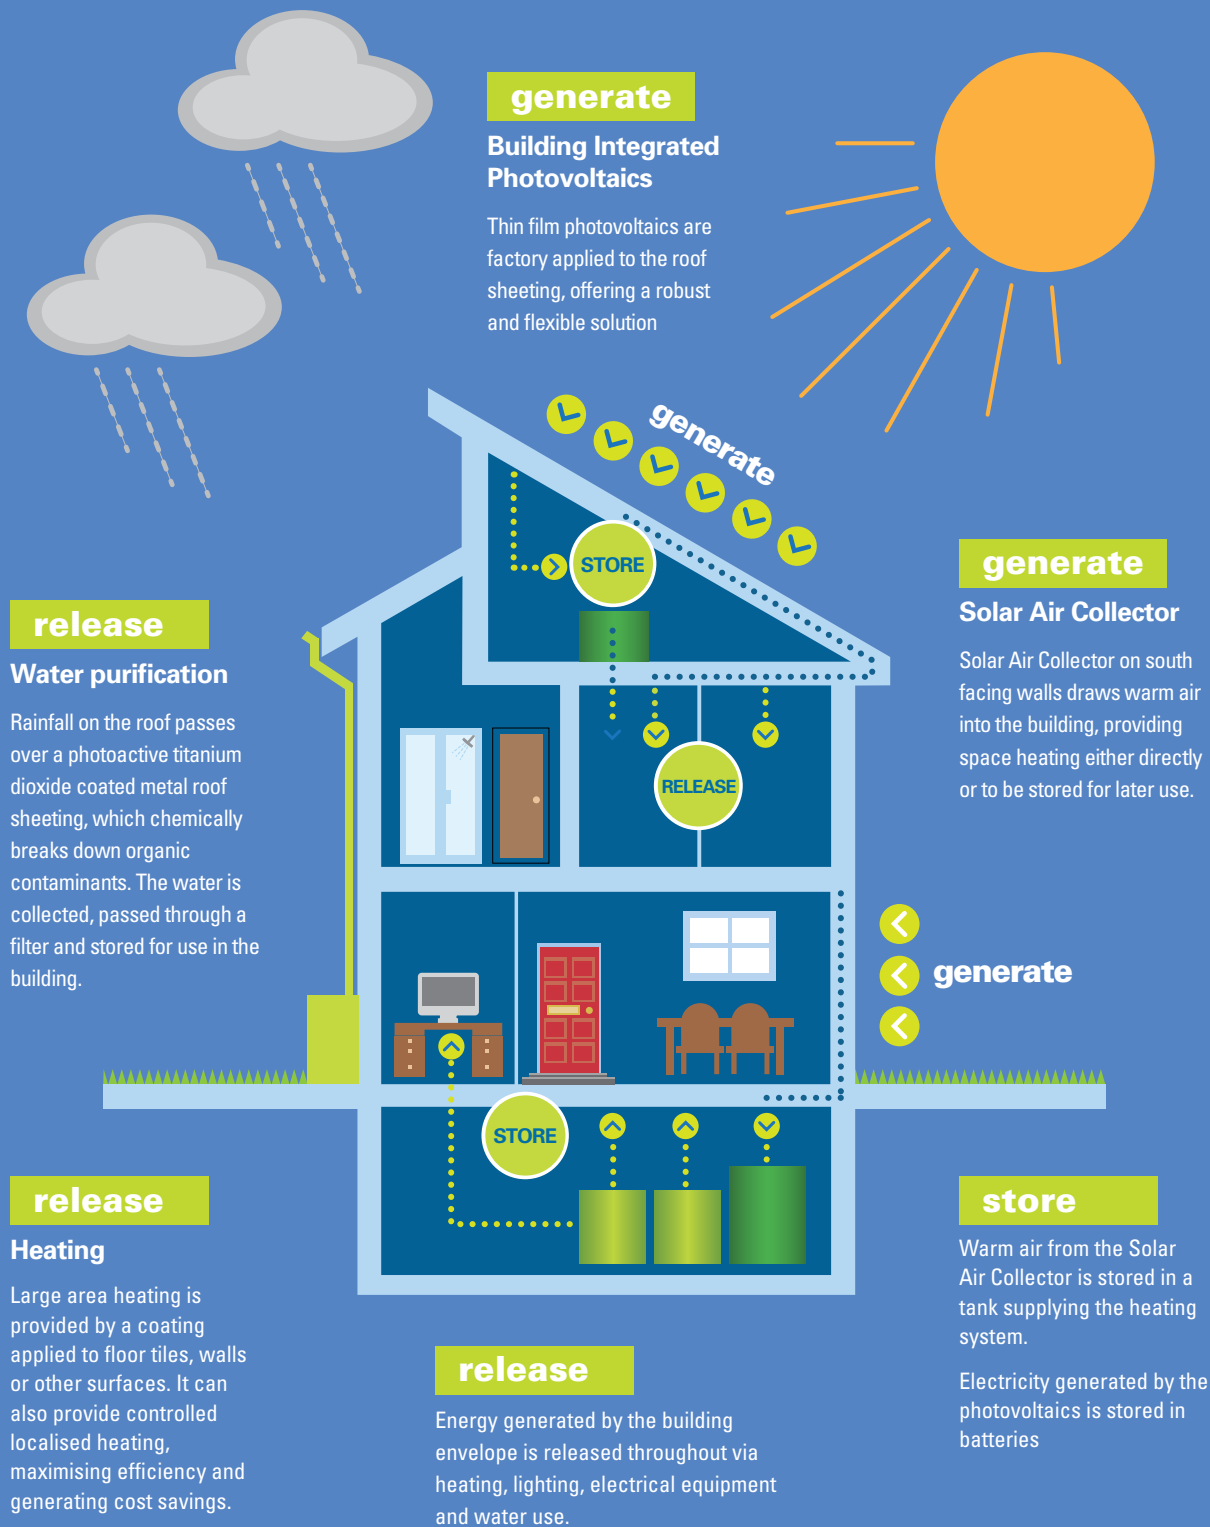 generate
Building Integrated
Photovoltaics
Thin film photovoltaics are
factory applied to the roof
sheeting, offering a robust
and flexible solution
generate
STORE
generate
Solar Air Collector
Solar Air Collector on south
facing walls draws warm air
into the building, providing
space heating either directly
or to be stored for later use.
release
Water purification
Rainfall on the roof passes
over a photoactive titanium
dioxide coated metal roof
sheeting, which chemically
breaks down organic
contaminants. The water is
collected, passed through a
filter and stored for use in the
building.
RELEASE
generate
STORE
release
Heating
Large area heating is
provided by a coating
applied to floor tiles, walls
or other surfaces. It can
also provide controlled
localised heating,
maximising efficiency and
generating cost savings.
release
Energy generated by the building
envelope is released throughout via
heating, lighting, electrical equipment
and water use.
store
Warm air from the Solar
Air Collector is stored in a
tank supplying the heating
system.
Electricity generated by the
photovoltaics is stored in
batteries